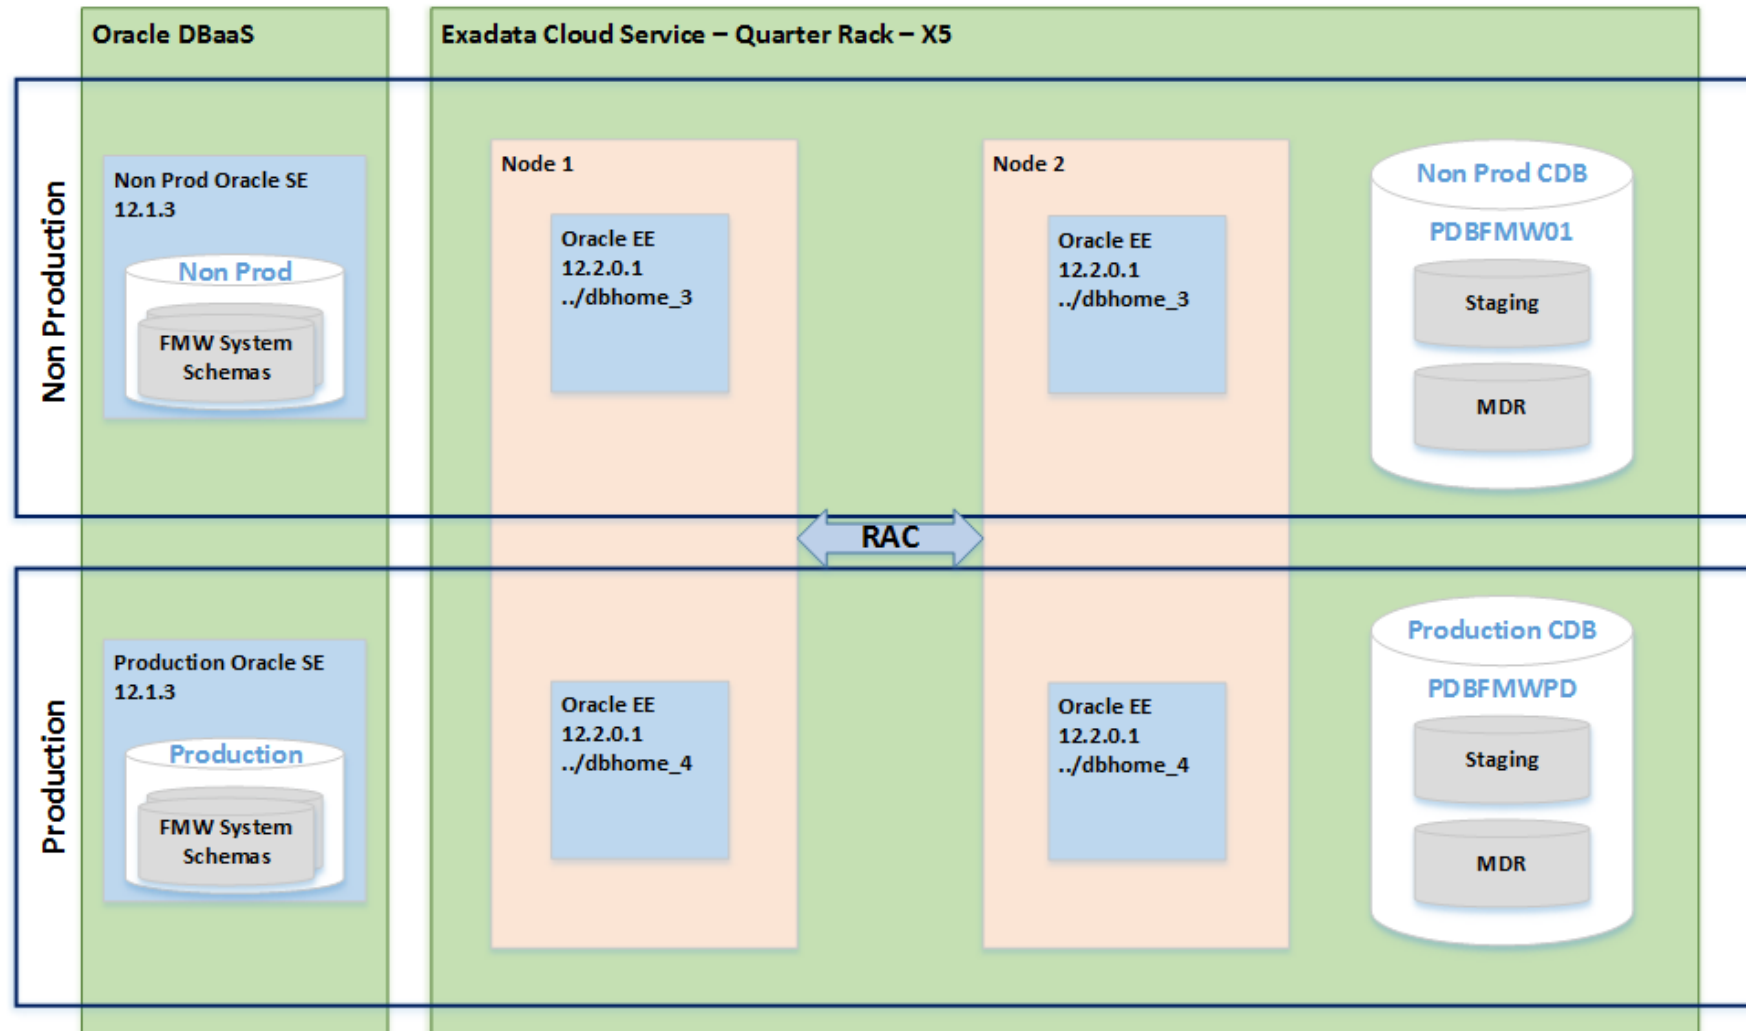 Oracle DBaaS
Exadata Cloud Service – Quarter Rack – X5
Non Production
Non Prod Oracle SE
12.1.3
Non Prod
FMW System
Schemas
Node 1
Oracle EE
12.2.0.1
../dbhome_3
Node 2
Oracle EE
12.2.0.1
../dbhome_3
Non Prod CDB
PDBFMW01
Staging
MDR
RAC
Production
Production Oracle SE
12.1.3
Production
FMW System
Schemas
Oracle EE
12.2.0.1
../dbhome_4
Oracle EE
12.2.0.1
../dbhome_4
Production CDB
PDBFMWPD
Staging
MDR